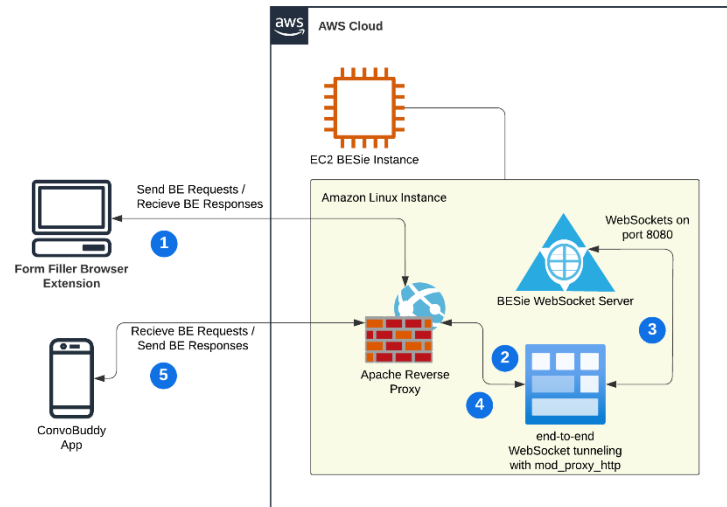 aws
AWS Cloud
EC2 BESie Instance
Send BE Requests /
Recieve BE Responses
Amazon Linux Instance
WebSockets on
port 8080
1
Form Filler Browser
Extension
BESie WebSocket Server
Recieve BE Requests /
Send BE Responses
3
2
5
Apache Reverse
Proxy
4
ConvoBuddy
App
end-to-end
WebSocket tunneling
with mod_proxy_http